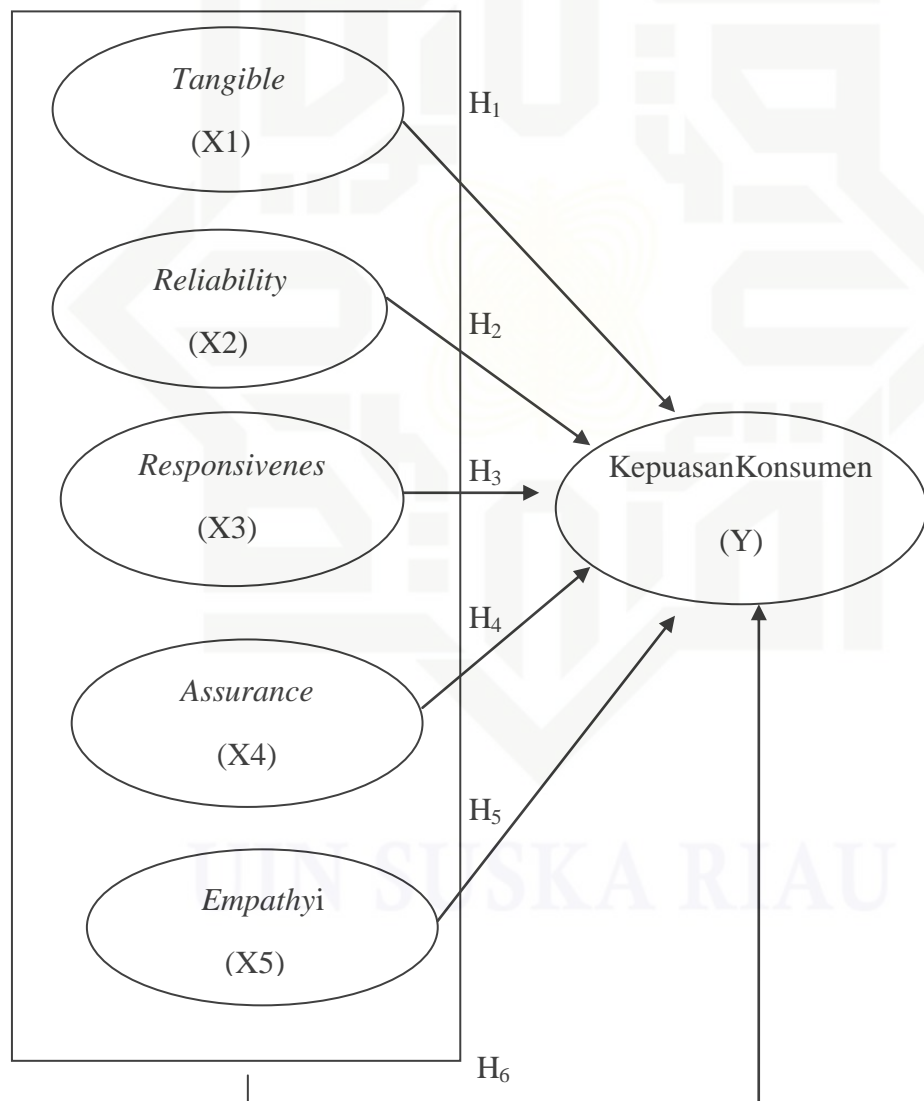 Tangible
(X1)
H₁
Reliability
(X2)
H₂
Responsivenes
(X3)
H₃
KepuasanKonsumen
(Y)
Assurance
(X4)
H₄
Empathyi
(X5)
H₅
H₆
UIN SUSKA RIAU